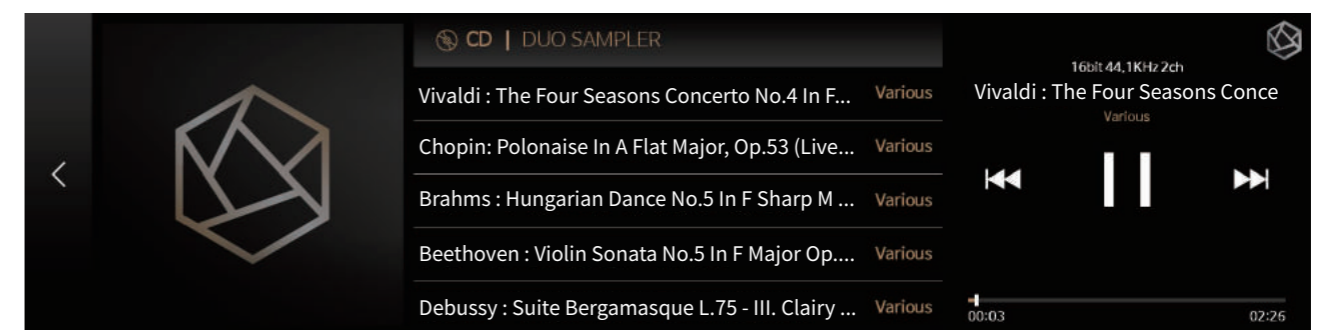 CD | DUO SAMPLER
Vivaldi : The Four Seasons Concerto No.4 In F... Various
Chopin: Polonaise In A Flat Major, Op.53 (Live... Various
Brahms : Hungarian Dance No.5 In F Sharp M ... Various
Beethoven : Violin Sonata No.5 In F Major Op.... Various
Debussy : Suite Bergamasque L.75 - III. Clairy ... Various
16bit 44,1KHz 2ch
Vivaldi : The Four Seasons Conce
Various
00:03 02:26